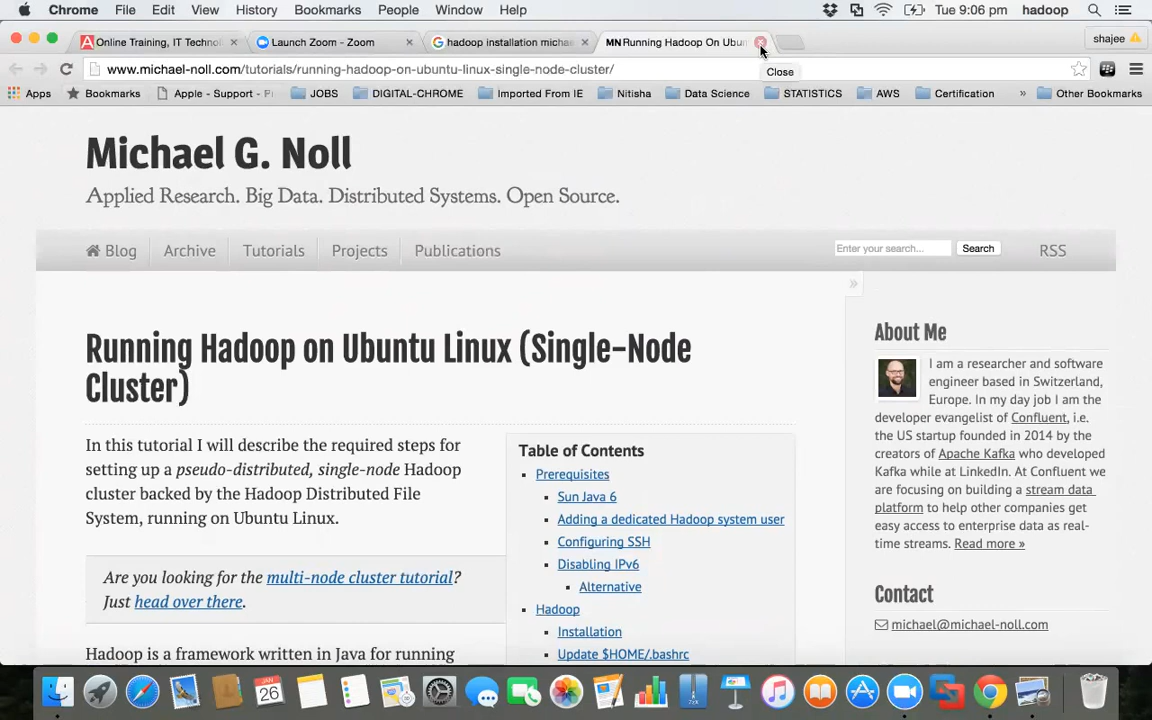 Chrome File Edit View History Bookmarks People Window Help Tue 9:06 pm hadoop
Online Training, IT Techno Launch Zoom - Zoom hadoop installation michae MN Running Hadoop On Ubun shajee
www.michael-noll.com/tutorials/running-hadoop-on-ubuntu-linux-single-node-cluster/ Close
Apps Bookmarks Apple - Support - P JOBS DIGITAL-CHROME Imported From IE Nitisha Data Science STATISTICS AWS Certification » Other Bookmarks
Michael G. Noll
Applied Research. Big Data. Distributed Systems. Open Source.
Blog Archive Tutorials Projects Publications Enter your search... Search RSS
»
Running Hadoop on Ubuntu Linux (Single-Node
Cluster)
In this tutorial I will describe the required steps for
setting up a pseudo-distributed, single-node Hadoop
cluster backed by the Hadoop Distributed File
System, running on Ubuntu Linux.
Are you looking for the multi-node cluster tutorial?
Just head over there.
Hadoop is a framework written in Java for running
Table of Contents
Prerequisites
Sun Java 6
Adding a dedicated Hadoop system user
Configuring SSH
Disabling IPv6
Alternative
Hadoop
Installation
Update $HOME/.bashrc
About Me
I am a researcher and software
engineer based in Switzerland,
Europe. In my day job I am the
developer evangelist of Confluent, i.e.
the US startup founded in 2014 by the
creators of Apache Kafka who developed
Kafka while at LinkedIn. At Confluent we
are focusing on building a stream data
platform to help other companies get
easy access to enterprise data as real-
time streams. Read more »
Contact
michael@michael-noll.com
JAN
26